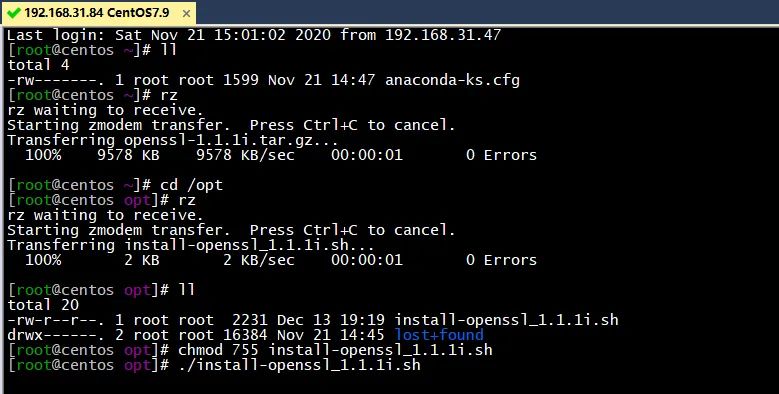 192.168.31.84 CentOS7.9 ×
Last login: Sat Nov 21 15:01:02 2020 from 192.168.31.47
[root@centos ~]# ll
total 4
-rw-------. 1 root root 1599 Nov 21 14:47 anaconda-ks.cfg
[root@centos ~]# rz
rz waiting to receive.
Starting zmodem transfer.  Press Ctrl+C to cancel.
Transferring openssl-1.1.1i.tar.gz...
  100%    9578 KB    9578 KB/sec    00:00:01       0 Errors
[root@centos ~]# cd /opt
[root@centos opt]# rz
rz waiting to receive.
Starting zmodem transfer.  Press Ctrl+C to cancel.
Transferring install-openssl_1.1.1i.sh...
  100%       2 KB       2 KB/sec    00:00:01       0 Errors
[root@centos opt]# ll
total 20
-rw-r--r--. 1 root root  2231 Dec 13 19:19 install-openssl_1.1.1i.sh
drwx------. 2 root root 16384 Nov 21 14:45 lost+found
[root@centos opt]# chmod 755 install-openssl_1.1.1i.sh
[root@centos opt]# ./install-openssl_1.1.1i.sh